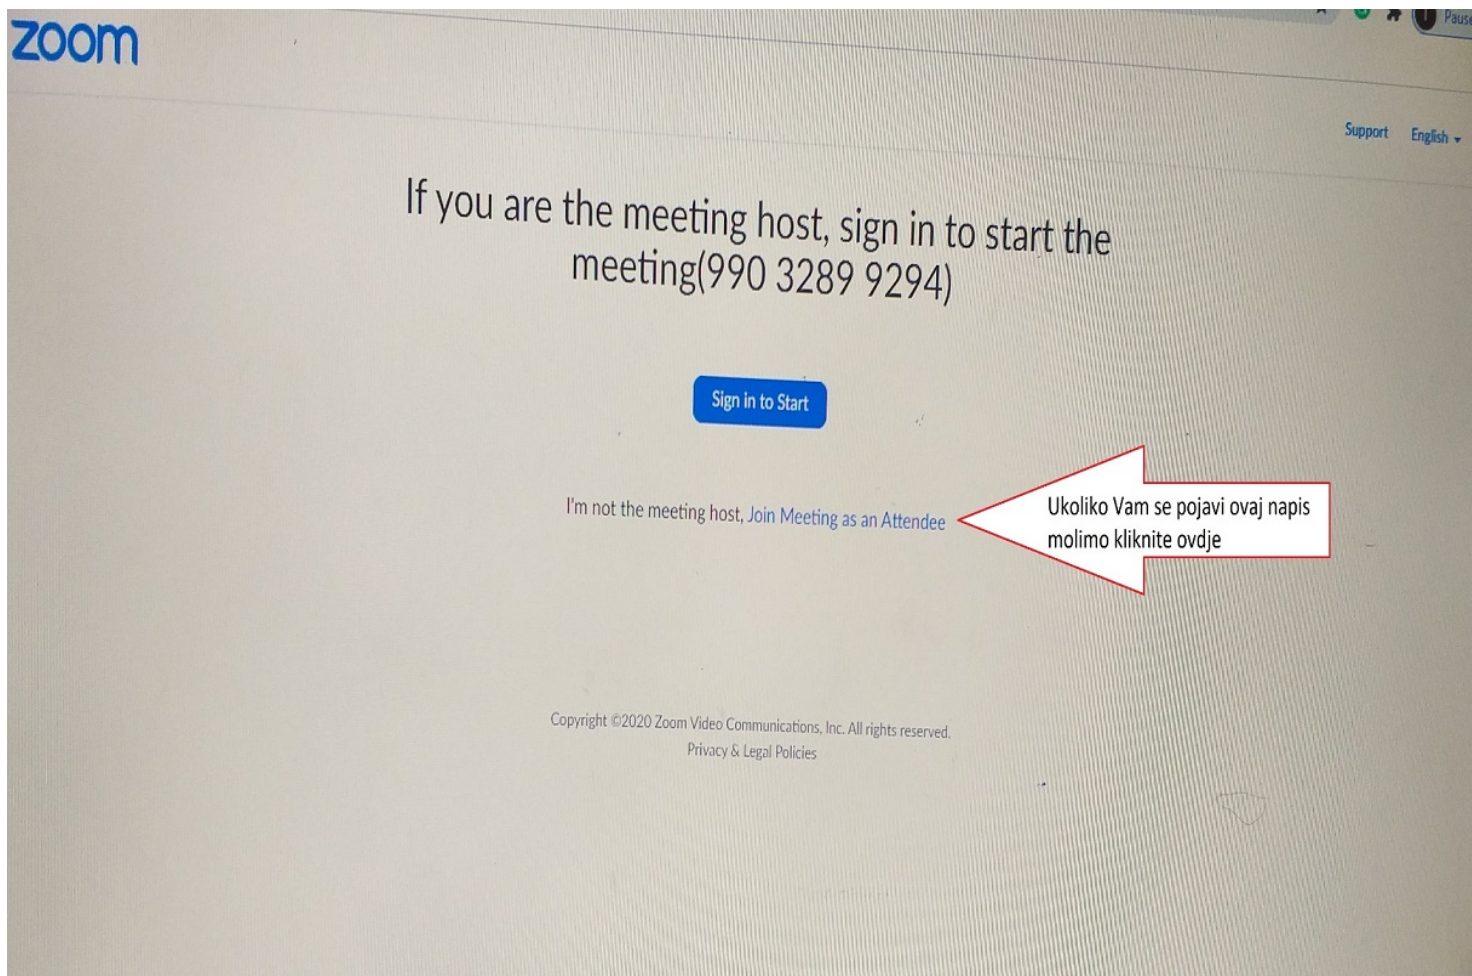 Pause
zoom
Support English
If you are the meeting host, sign in to start the
meeting(990 3289 9294)
Sign in to Start
I'm not the meeting host, Join Meeting as an Attendee
Ukoliko Vam se pojavi ovaj napis
molimo kliknite ovdje
Copyright ©2020 Zoom Video Communications, Inc. All rights reserved.
Privacy & Legal Policies